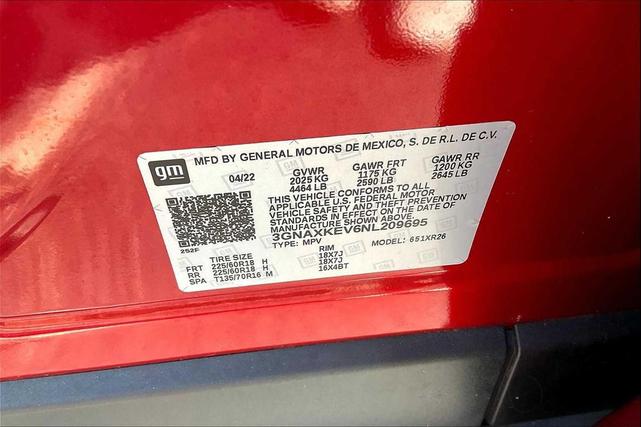 gm
MFD BY GENERAL MOTORS DE MEXICO, S. DE R.L. DE C.V.
04/22 GVWR GAWR FRT GAWR RR
2025 KG 1175 KG 1200 KG
4464 LB 2590 LB 2645 LB
THIS VEHICLE CONFORMS TO ALL
APPLICABLE U.S. FEDERAL MOTOR
VEHICLE SAFETY AND THEFT PREVENTION
STANDARDS IN EFFECT ON THE DATE OF
MANUFACTURE SHOWN ABOVE.
3GNAXKEV6NL209695
252F
TYPE: MPV MODEL: 651XR26
TIRE SIZE RIM
FRT 225/60R18 H 18X7J
RR 225/60R18 H 18X7J
SPA T135/70R16 M 16X4BT